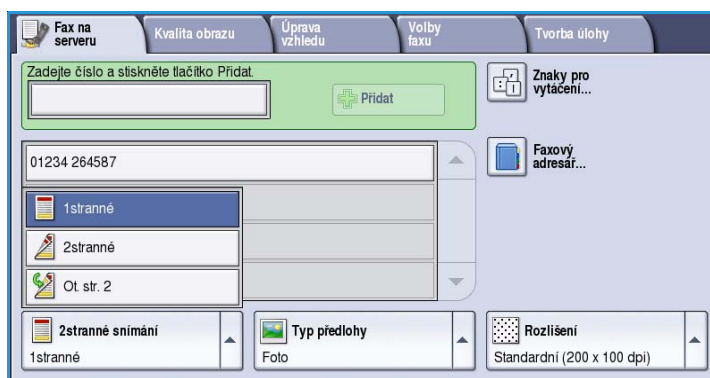 Fax na
serveru
Kvalita obrazu
Úprava
vzhledu
Volby
faxu
Tvorba úlohy
Zadejte číslo a stiskněte tlačítko Přidat.
Přidat
Znaky pro
vytáčení...
01234 264587
Faxový
adresář...
1stranné
2stranné
Ot. str. 2
2stranné snímání
1stranné
Typ předlohy
Foto
Rozlišení
Standardní (200 x 100 dpi)